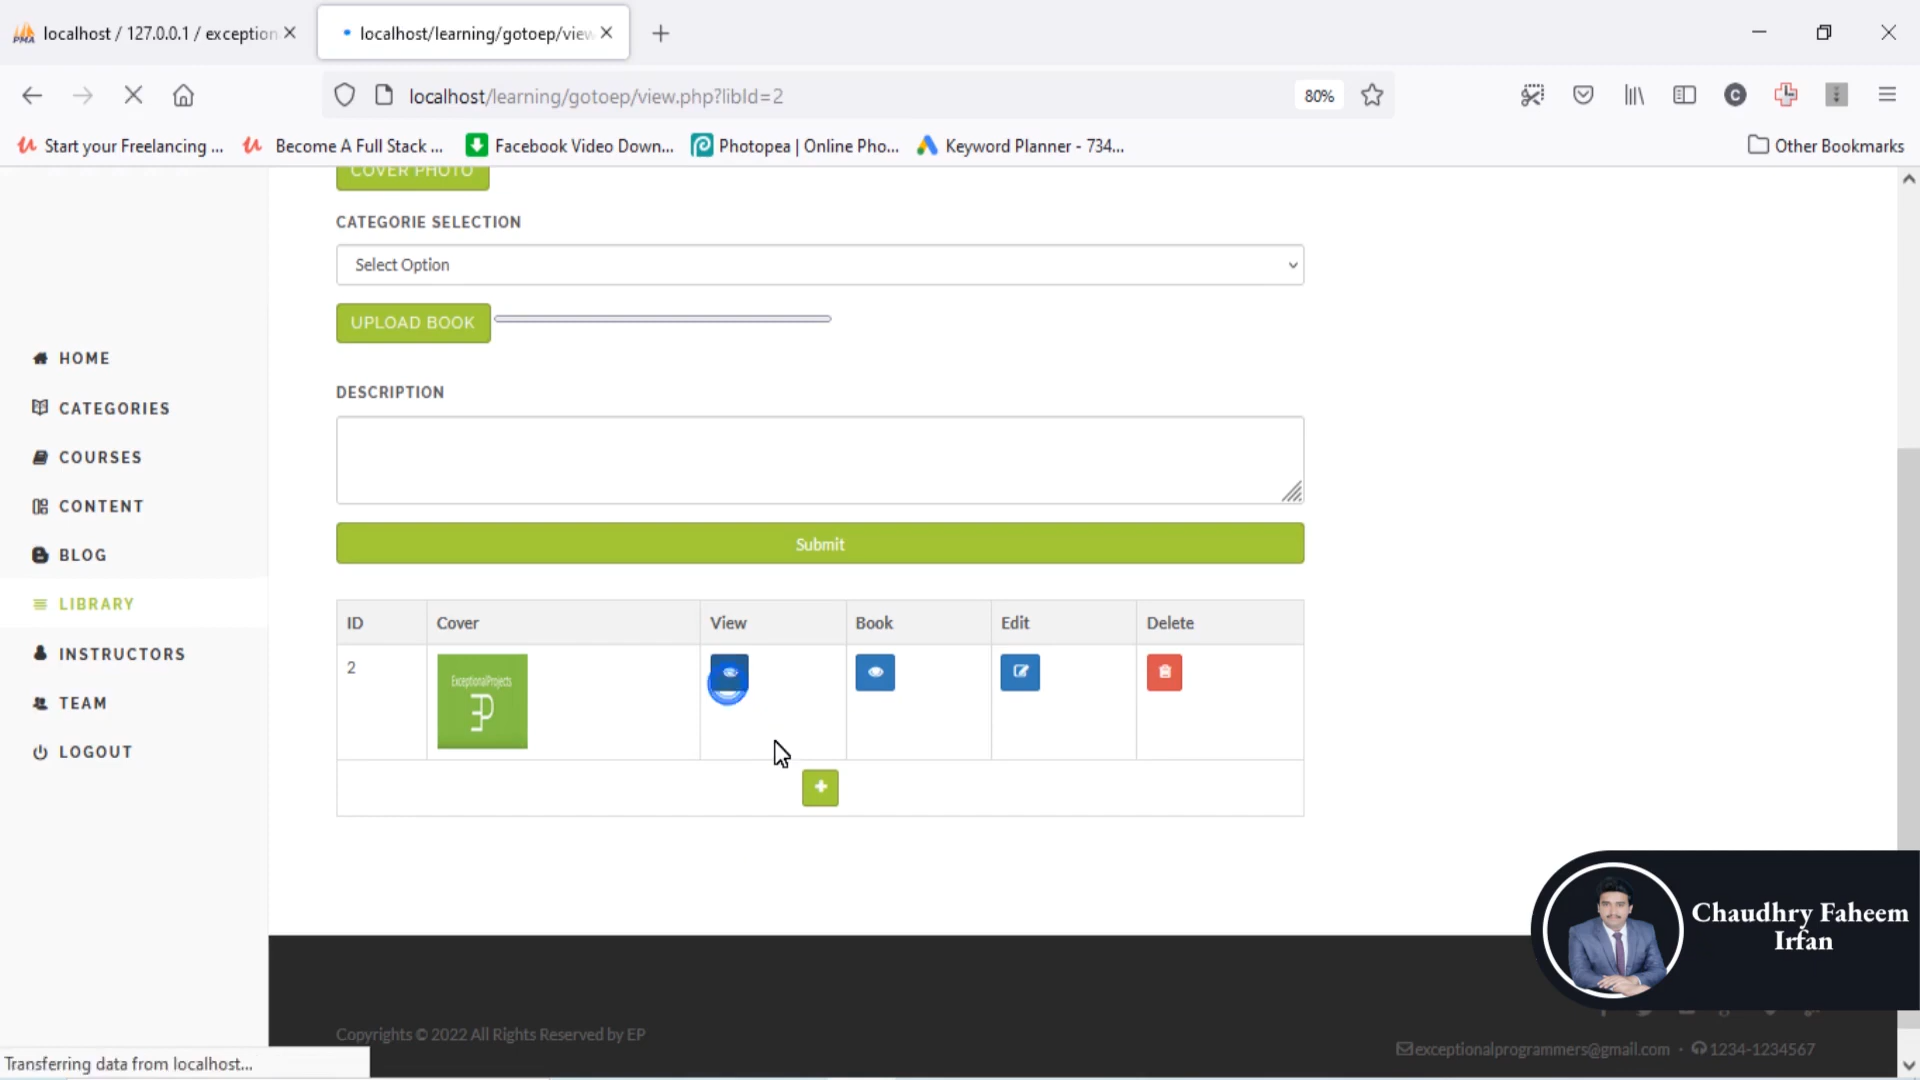 localhost / 127.0.0.1 / exception
localhost/learning/gotoep/view
localhost/learning/gotoep/view.php?libId=2
80%
Start your Freelancing ...
Become A Full Stack ...
Facebook Video Down...
Photopea | Online Pho...
Keyword Planner - 734...
Other Bookmarks
COVER PHOTO
CATEGORIE SELECTION
Select Option
UPLOAD BOOK
DESCRIPTION
Submit
HOME
CATEGORIES
COURSES
CONTENT
BLOG
LIBRARY
INSTRUCTORS
TEAM
LOGOUT
ID Cover View Book Edit Delete
2
ExceptionalProjects
EP
Chaudhry Faheem
Irfan
Copyrights © 2022 All Rights Reserved by EP
exceptionalprogrammers@gmail.com · 1234-1234567
Transferring data from localhost...